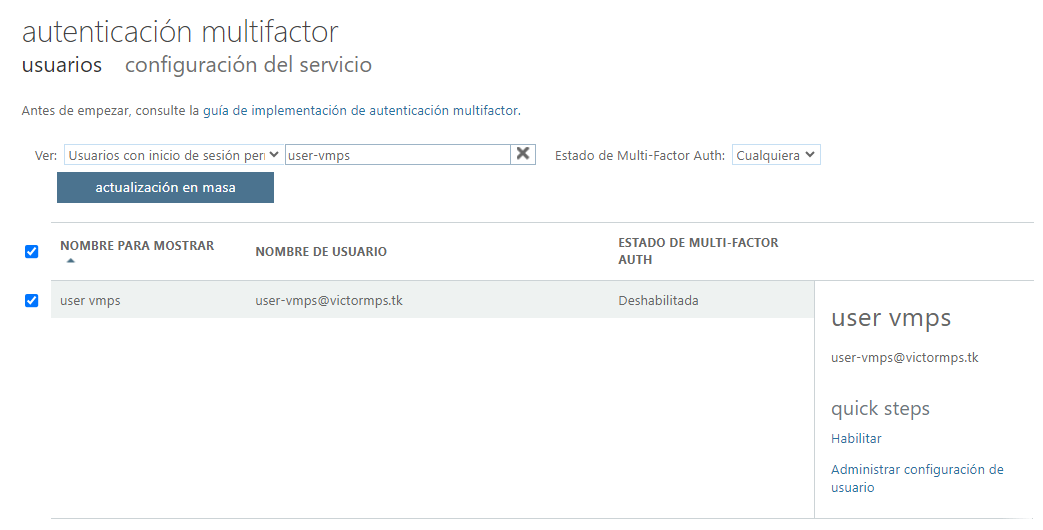 autenticación multifactor
usuarios configuración del servicio
Antes de empezar, consulte la guía de implementación de autenticación multifactor.
Ver: Usuarios con inicio de sesión per user-vmps Estado de Multi-Factor Auth: Cualquiera
actualización en masa
NOMBRE PARA MOSTRAR NOMBRE DE USUARIO ESTADO DE MULTI-FACTOR
AUTH
user vmps user-vmps@victormps.tk Deshabilitada
user vmps
user-vmps@victormps.tk
quick steps
Habilitar
Administrar configuración de
usuario